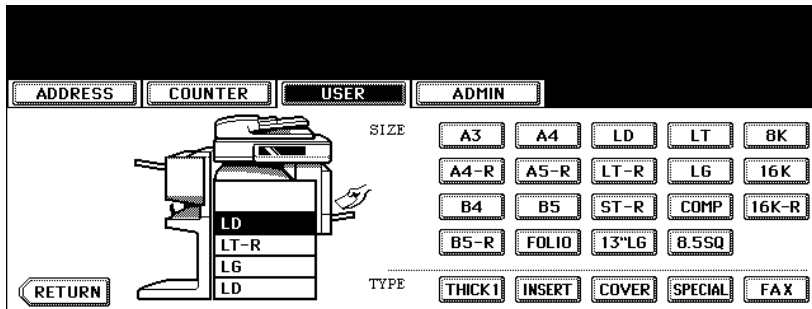 ADDRESS COUNTER USER ADMIN
SIZE A3 A4 LD LT 8K
A4-R A5-R LT-R LG 16K
B4 B5 ST-R COMP 16K-R
B5-R FOLIO 13"LG 8.5SQ
LD
LT-R
LG
LD
RETURN
TYPE THICK1 INSERT COVER SPECIAL FAX